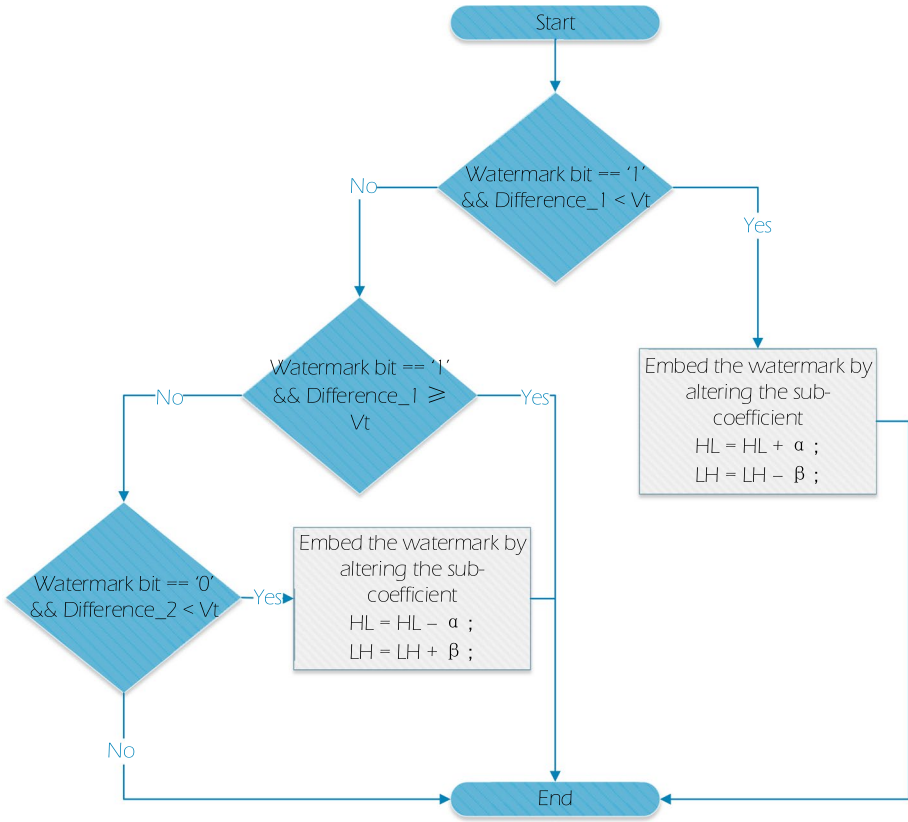 Start
Watermark bit == ‘1’
&& Difference_1 < Vt
No
Yes
Watermark bit == ‘1’
&& Difference_1 ≥
Vt
No
Yes
Embed the watermark by
altering the sub-
coefficient
HL = HL + α ;
LH = LH – β ;
Watermark bit == ‘0’
&& Difference_2 < Vt
Yes
Embed the watermark by
altering the sub-
coefficient
HL = HL – α ;
LH = LH + β ;
No
End